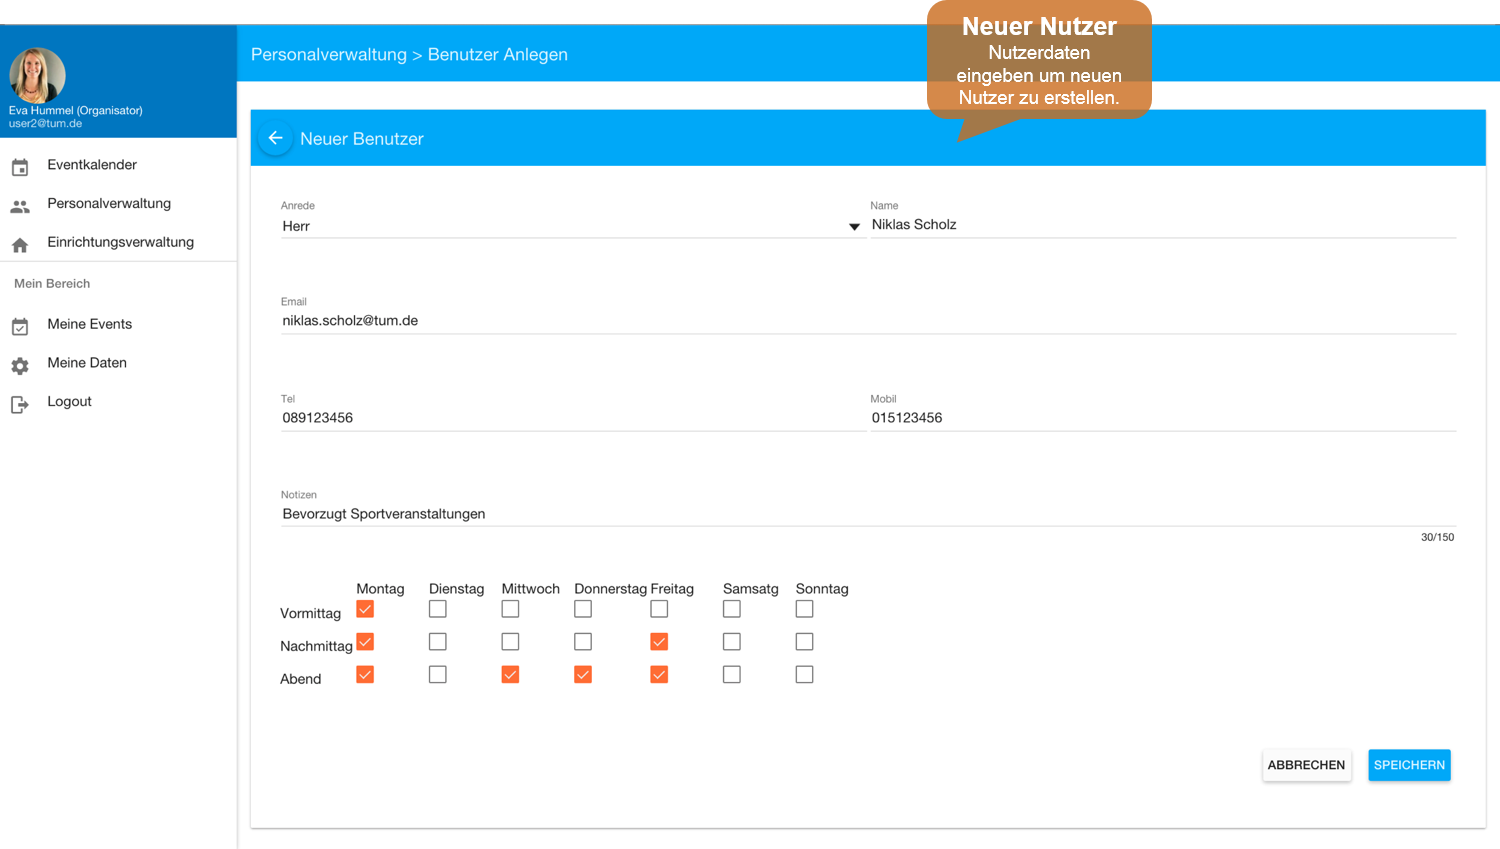 Neuer Nutzer
Nutzerdaten
eingeben um neuen
Nutzer zu erstellen.
Personalverwaltung > Benutzer Anlegen
Eva Hummel (Organisator)
user2@tum.de
Neuer Benutzer
Eventkalender
Personalverwaltung
Einrichtungsverwaltung
Mein Bereich
Meine Events
Meine Daten
Logout
Anrede
Herr
Name
Niklas Scholz
Email
niklas.scholz@tum.de
Tel
089123456
Mobil
015123456
Notizen
Bevorzugt Sportveranstaltungen
30/150
Montag Dienstag Mittwoch Donnerstag Freitag Samsatg Sonntag
Vormittag
Nachmittag
Abend
ABBRECHEN SPEICHERN